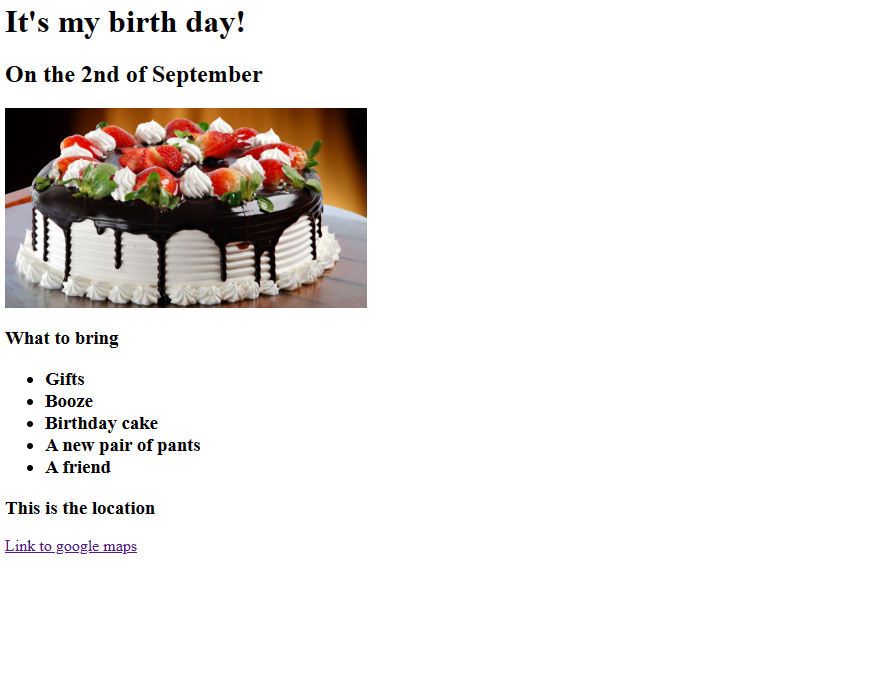 It's my birth day!
On the 2nd of September
What to bring
Gifts
Booze
Birthday cake
A new pair of pants
A friend
This is the location
Link to google maps